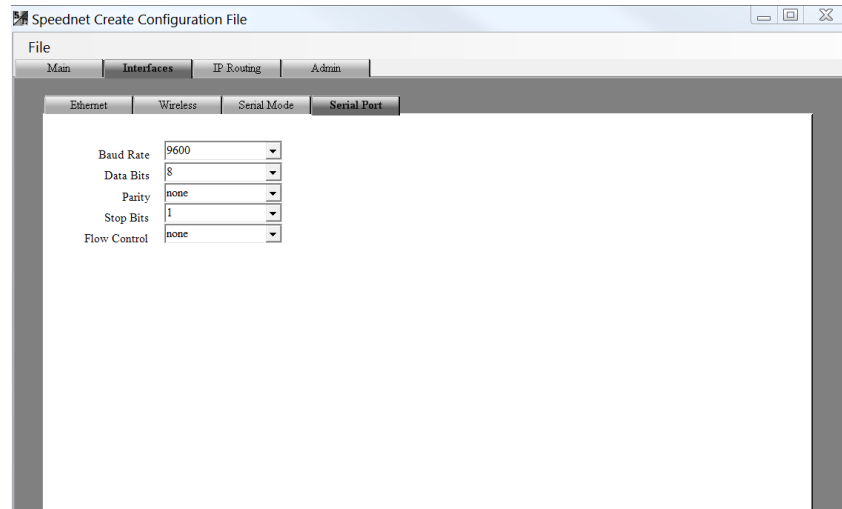 Speednet Create Configuration File
File
Main Interfaces IP Routing Admin
Ethernet Wireless Serial Mode Serial Port
Baud Rate 9600
Data Bits 8
Parity none
Stop Bits 1
Flow Control none